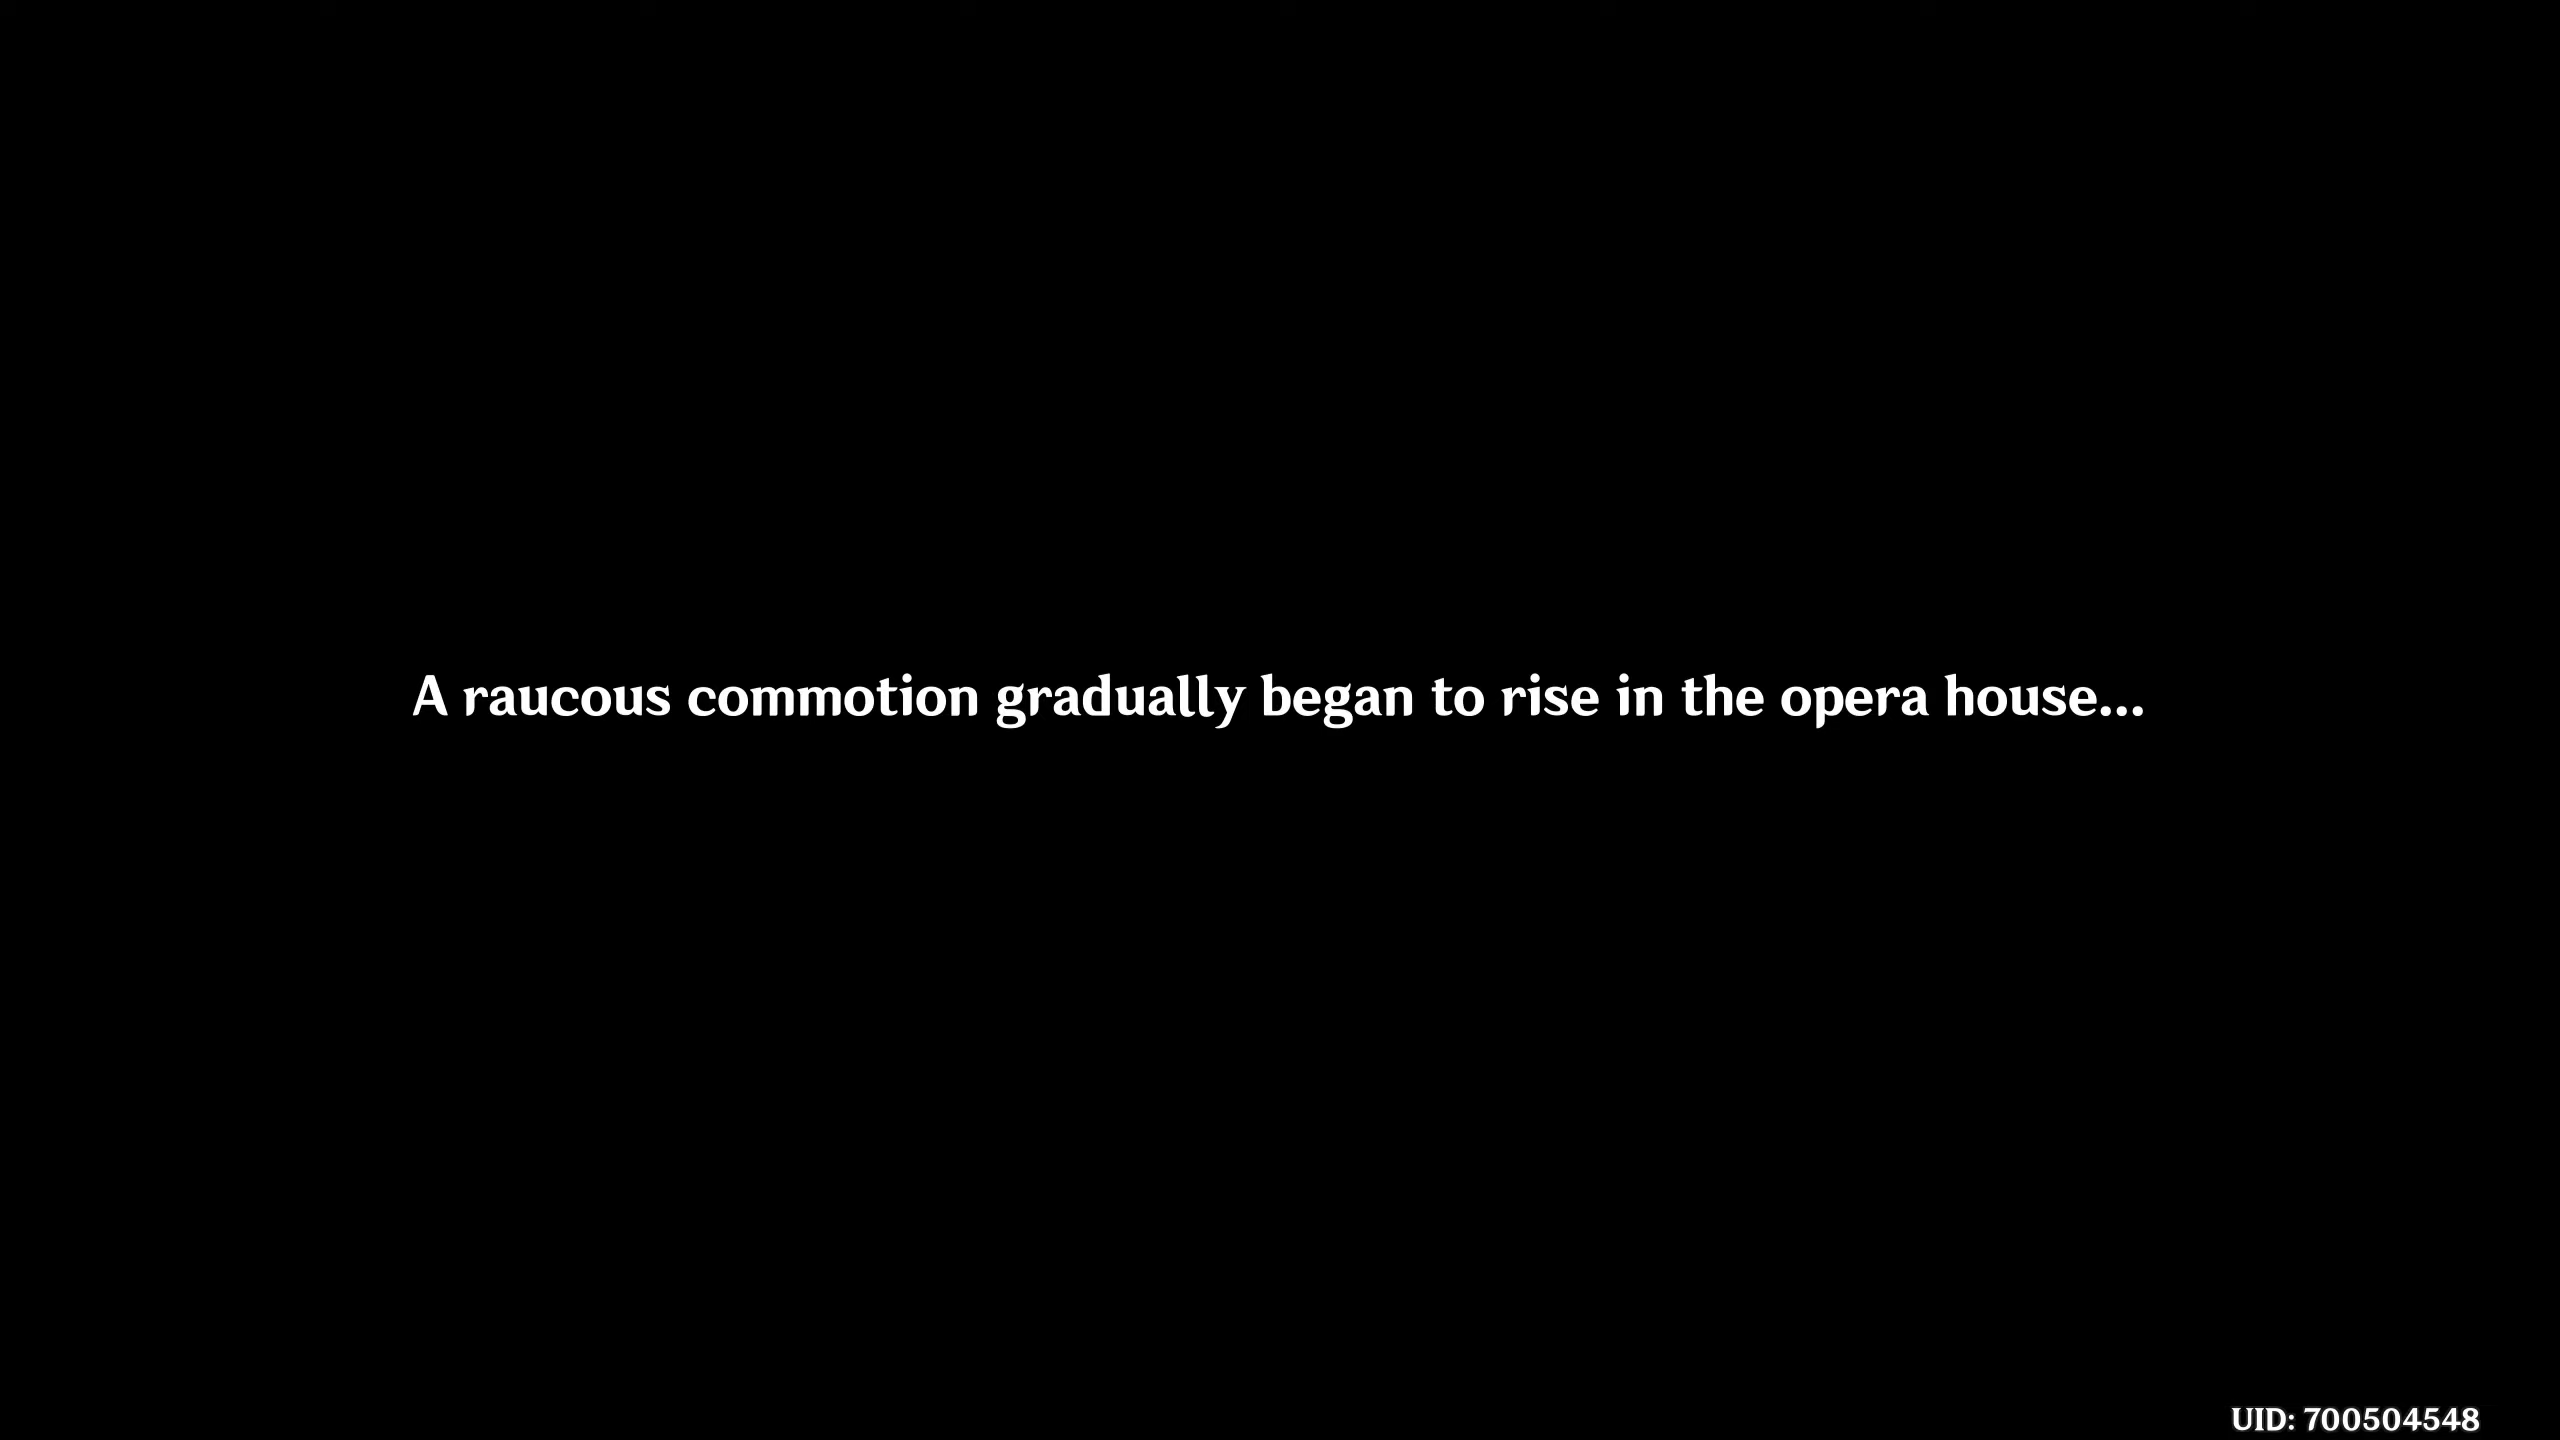 A raucous commotion gradually began to rise in the opera house...
UID: 700504548